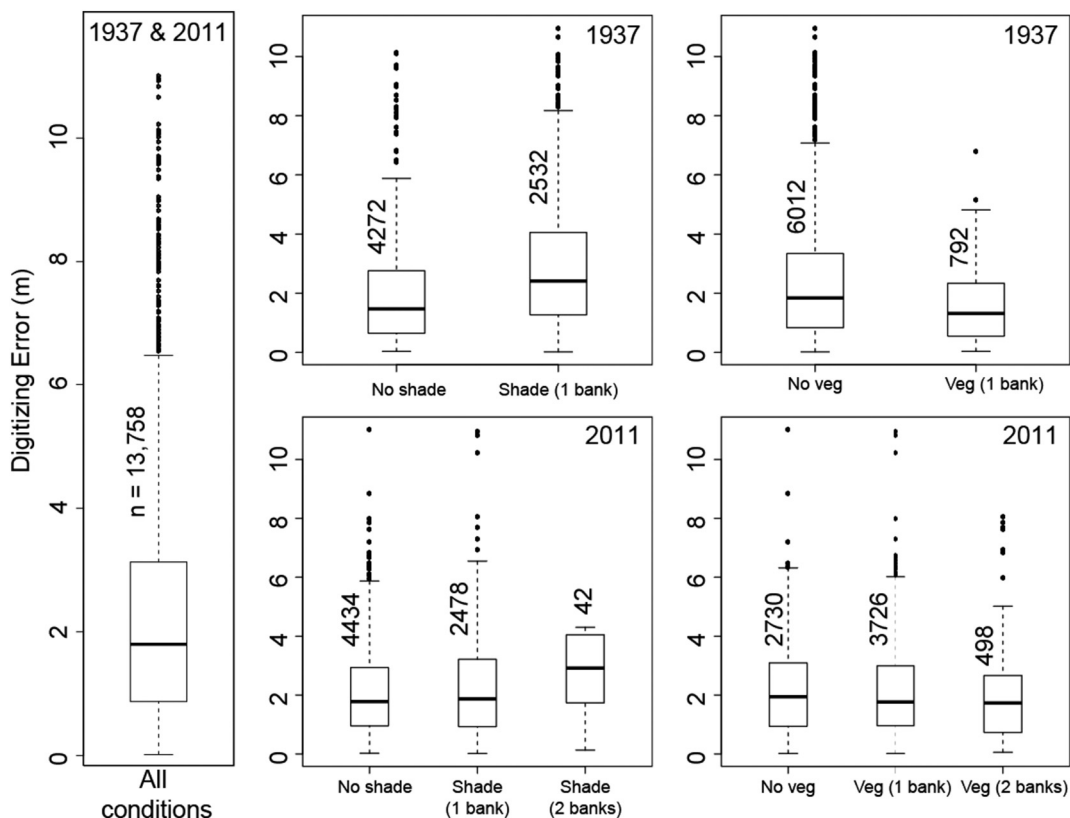 1937 & 2011
Digitizing Error (m)
0
2
4
6
8
10
n = 13,758
All
conditions
1937
0
2
4
6
8
10
4272
2532
No shade
Shade (1 bank)
1937
0
2
4
6
8
10
6012
792
No veg
Veg (1 bank)
2011
0
2
4
6
8
10
4434
2478
42
No shade
Shade
(1 bank)
Shade
(2 banks)
2011
0
2
4
6
8
10
2730
3726
498
No veg
Veg (1 bank)
Veg (2 banks)